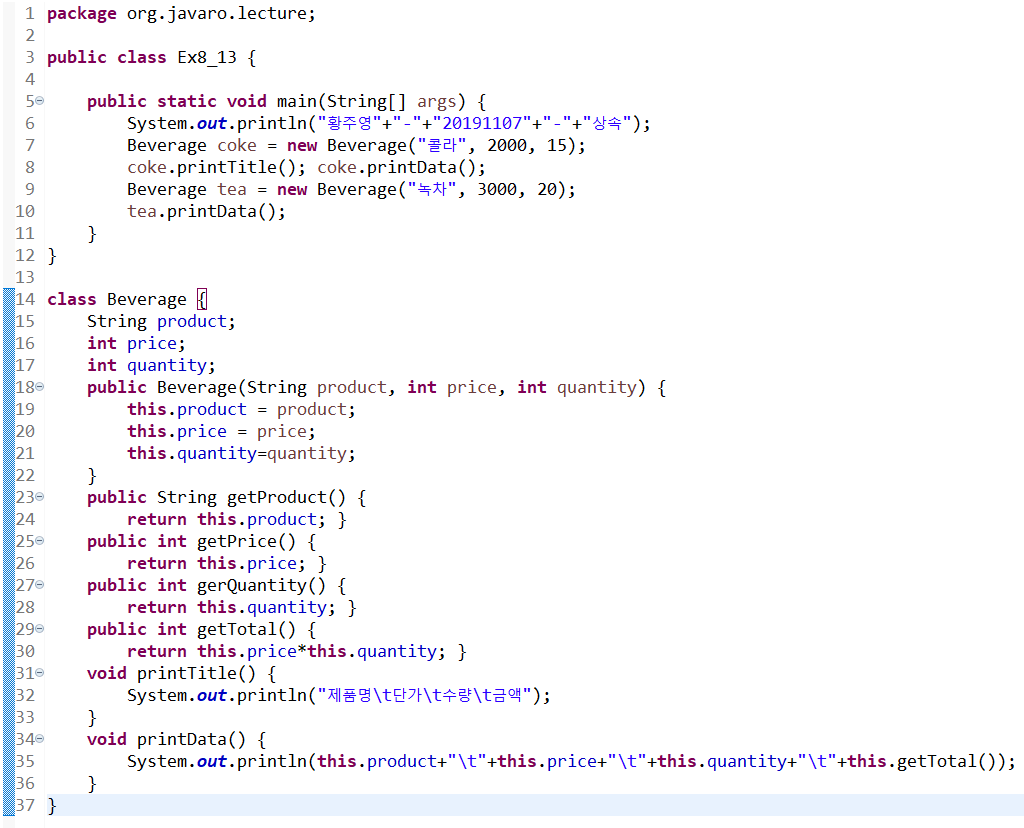 1 package org.javaro.lecture;
2
3 public class Ex8_13 {
4
5 public static void main(String[] args) {
6 System.out.println("황주영"+"-"+"20191107"+"-"+"상속");
7 Beverage coke = new Beverage("콜라", 2000, 15);
8 coke.printTitle(); coke.printData();
9 Beverage tea = new Beverage("녹차", 3000, 20);
10 tea.printData();
11 }
12 }
13
14 class Beverage {
15 String product;
16 int price;
17 int quantity;
18 public Beverage(String product, int price, int quantity) {
19 this.product = product;
20 this.price = price;
21 this.quantity=quantity;
22 }
23 public String getProduct() {
24 return this.product; }
25 public int getPrice() {
26 return this.price; }
27 public int gerQuantity() {
28 return this.quantity; }
29 public int getTotal() {
30 return this.price*this.quantity; }
31 void printTitle() {
32 System.out.println("제품명\t단가\t수량\t금액");
33 }
34 void printData() {
35 System.out.println(this.product+"\t"+this.price+"\t"+this.quantity+"\t"+this.getTotal());
36 }
37 }